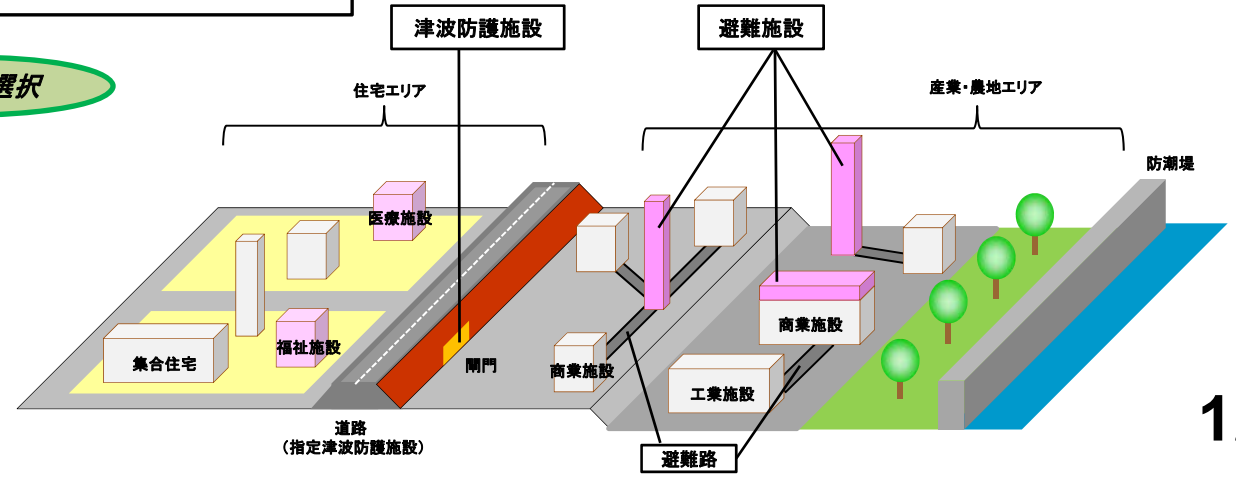 津波防護施設
避難施設
選択
住宅エリア
産業・農地エリア
防潮堤
医療施設
商業施設
集合住宅
福祉施設
閘門
商業施設
工業施設
道路
（指定津波防護施設）
避難路
1